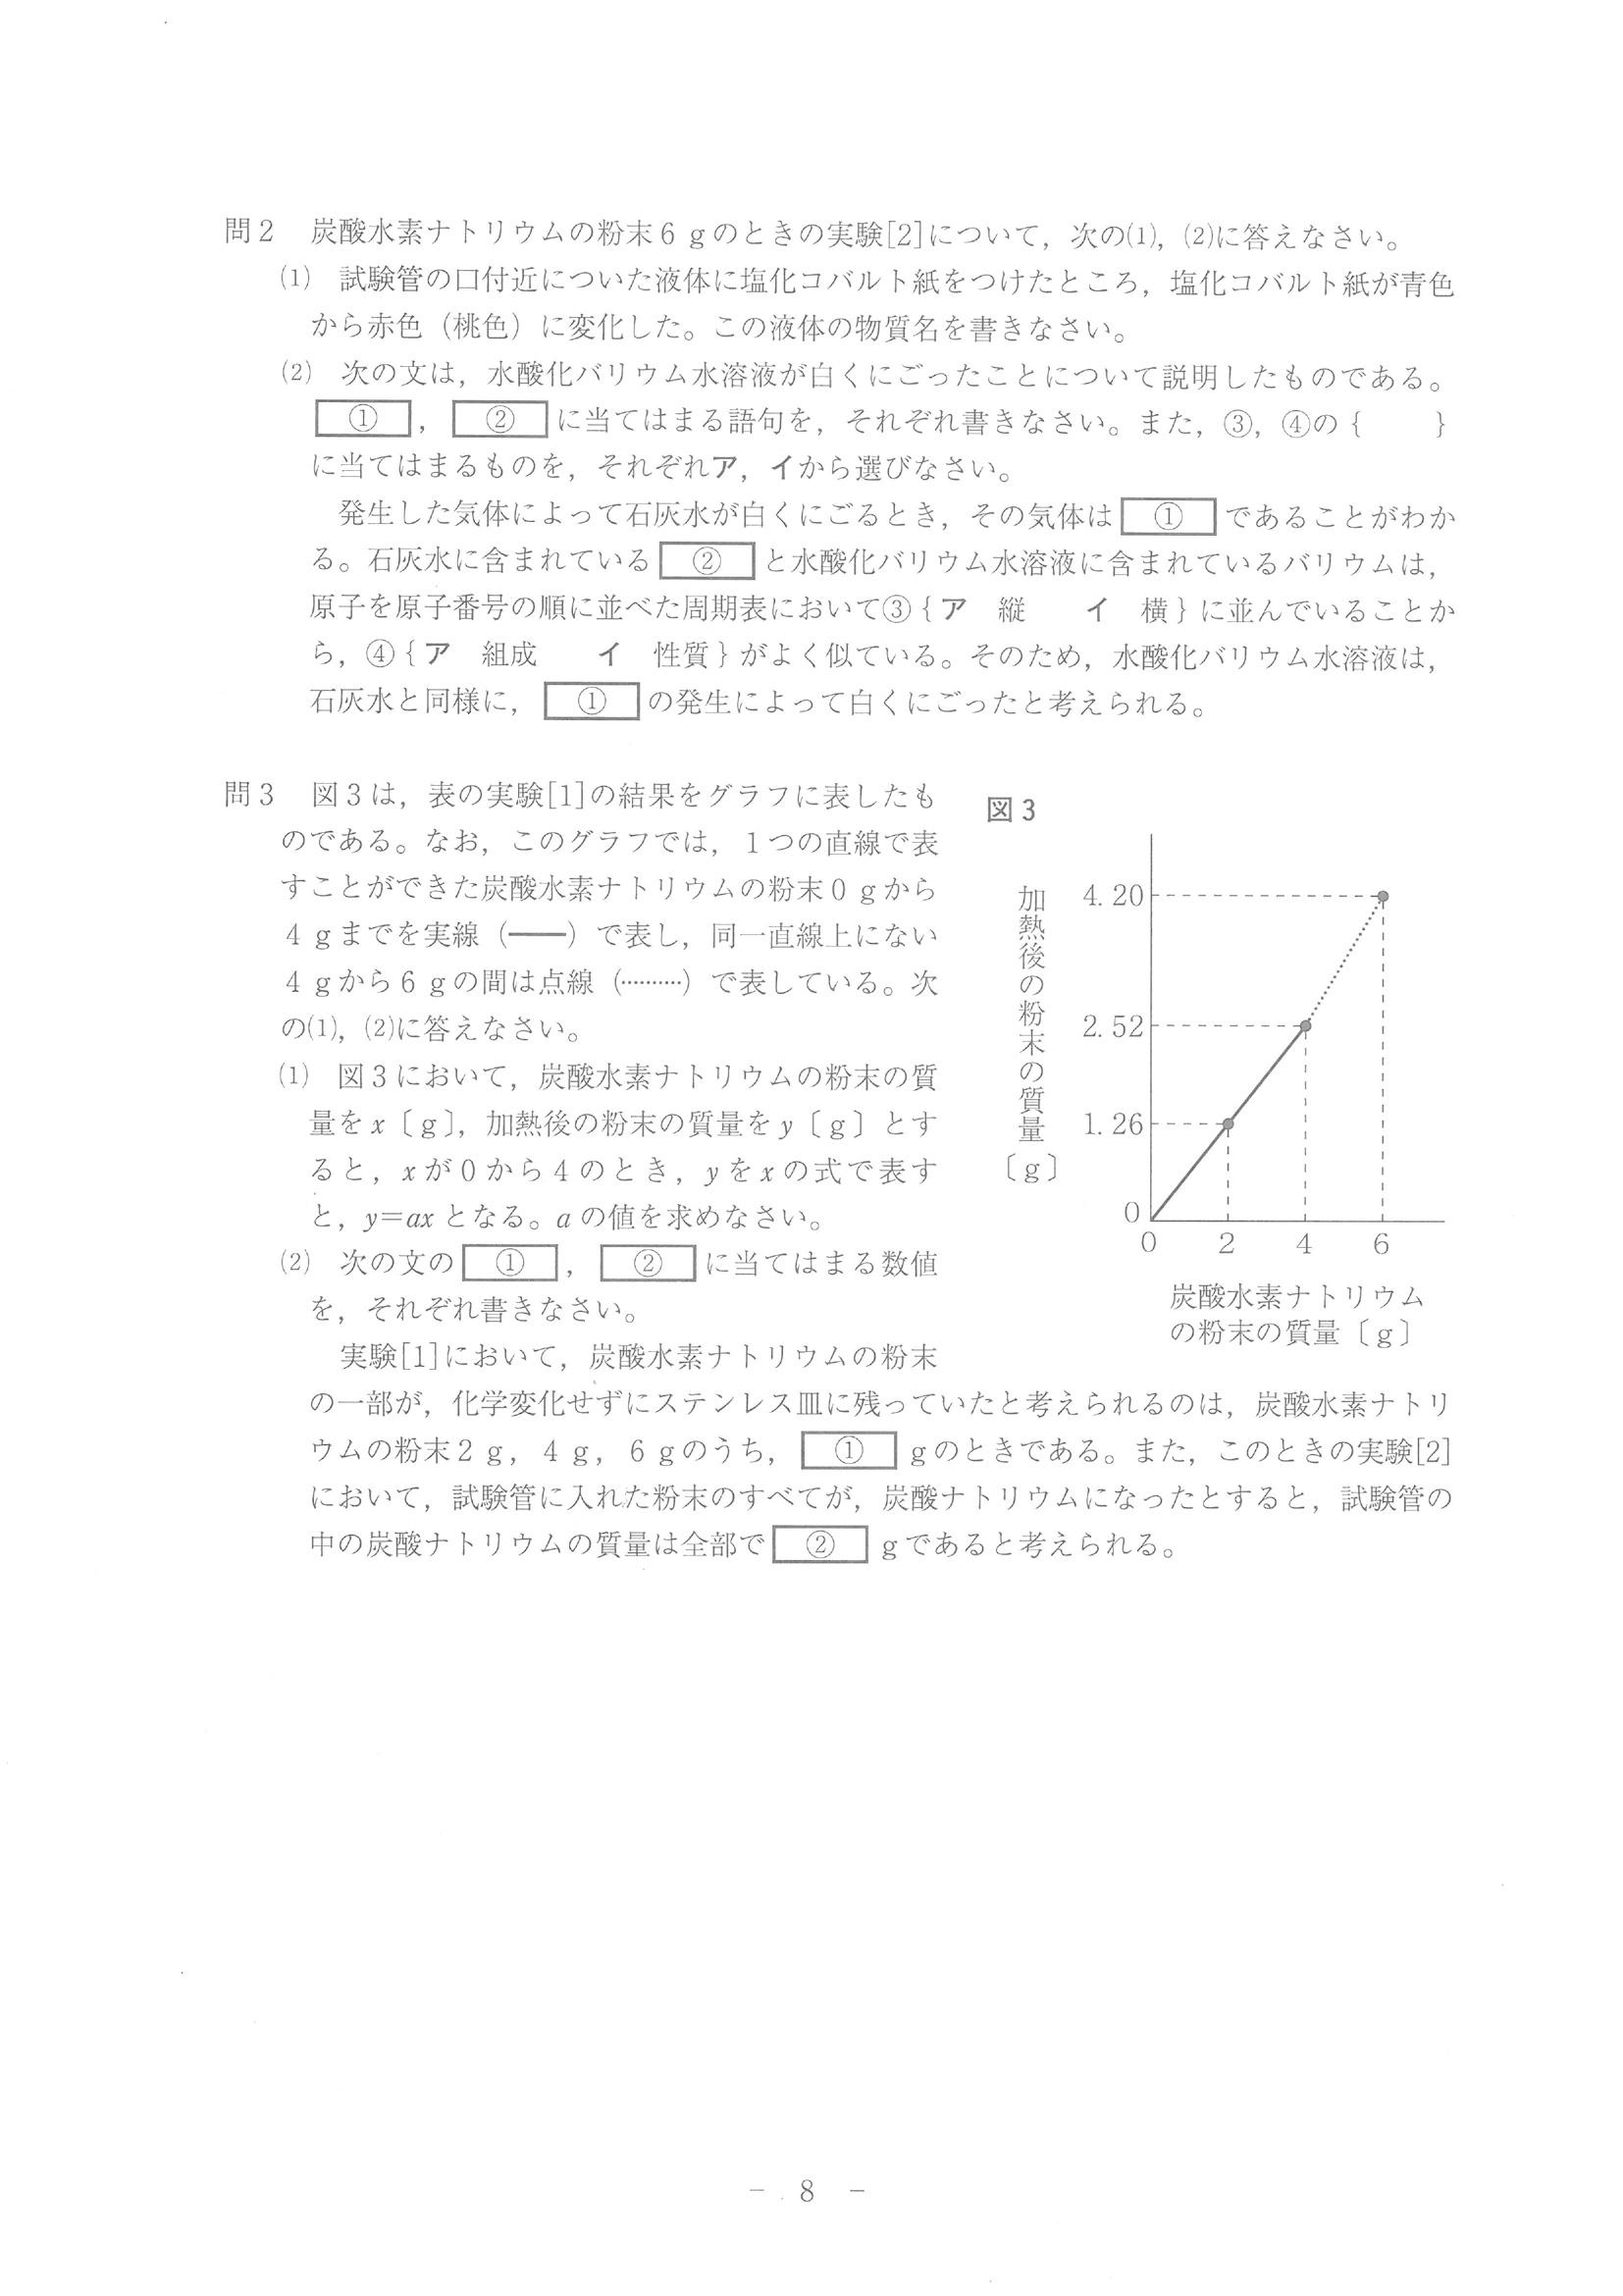 問2　炭酸水素ナトリウムの粉末6gのときの実験[2]について，次の(1)，(2)に答えなさい。
(1)　試験管の口付近についた液体に塩化コバルト紙をつけたところ，塩化コバルト紙が青色
から赤色（桃色）に変化した。この液体の物質名を書きなさい。
(2)　次の文は，水酸化バリウム水溶液が白くにごったことについて説明したものである。
①，②に当てはまる語句を，それぞれ書きなさい。また，③，④の{　　}
に当てはまるものを，それぞれア，イから選びなさい。
発生した気体によって石灰水が白くにごるとき，その気体は①であることがわか
る。石灰水に含まれている②と水酸化バリウム水溶液に含まれているバリウムは，
原子を原子番号の順に並べた周期表において③{ア　縦　　イ　横}に並んでいることか
ら，④{ア　組成　　イ　性質}がよく似ている。そのため，水酸化バリウム水溶液は，
石灰水と同様に，①の発生によって白くにごったと考えられる。
問3　図3は，表の実験[1]の結果をグラフに表したも
のである。なお，このグラフでは，1つの直線で表
すことができた炭酸水素ナトリウムの粉末0gから
4gまでを実線（――）で表し，同一直線上にない
4gから6gの間は点線（………）で表している。次
の(1)，(2)に答えなさい。
(1)　図3において，炭酸水素ナトリウムの粉末の質
量をx〔g〕，加熱後の粉末の質量をy〔g〕とす
ると，xが0から4のとき，yをxの式で表す
と，y=axとなる。aの値を求めなさい。
(2)　次の文の①，②に当てはまる数値
を，それぞれ書きなさい。
実験[1]において，炭酸水素ナトリウムの粉末
の一部が，化学変化せずにステンレス皿に残っていたと考えられるのは，炭酸水素ナトリ
ウムの粉末2g，4g，6gのうち，①gのときである。また，このときの実験[2]
において，試験管に入れた粉末のすべてが，炭酸ナトリウムになったとすると，試験管の
中の炭酸ナトリウムの質量は全部で②gであると考えられる。
図3
加熱後の粉末の質量〔g〕
4.20
2.52
1.26
0
0　2　4　6
炭酸水素ナトリウム
の粉末の質量〔g〕
－ 8 －